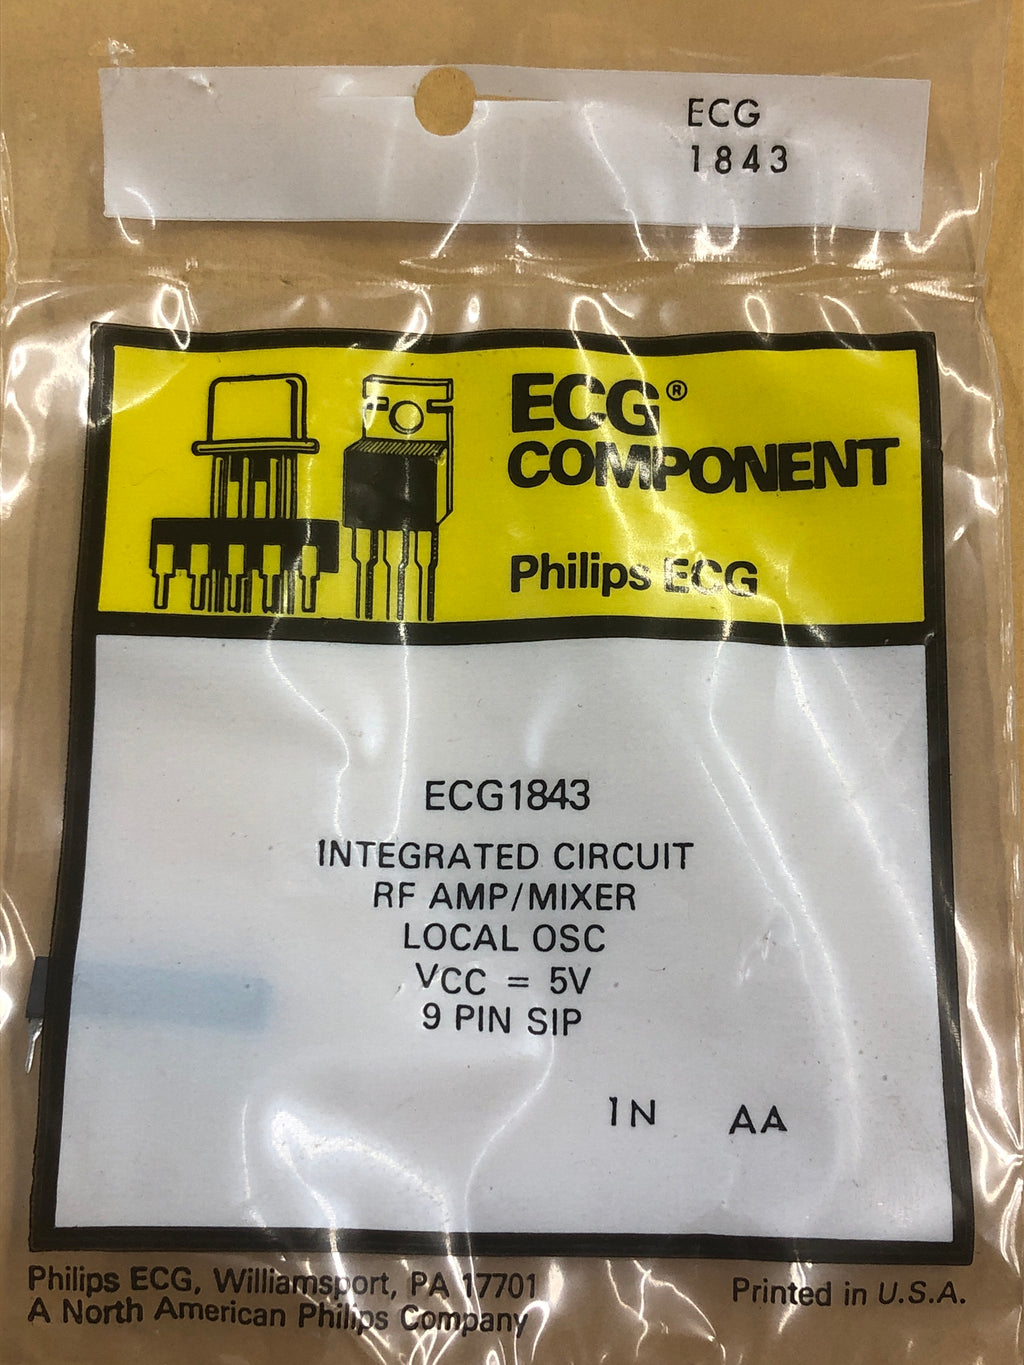 ECG
1843
ECG®
COMPONENT
Philips ECG
ECG1843
INTEGRATED CIRCUIT
RF AMP/MIXER
LOCAL OSC
VCC = 5V
9 PIN SIP
1N AA
Philips ECG, Williamsport, PA 17701
A North American Philips Company
Printed in U.S.A.